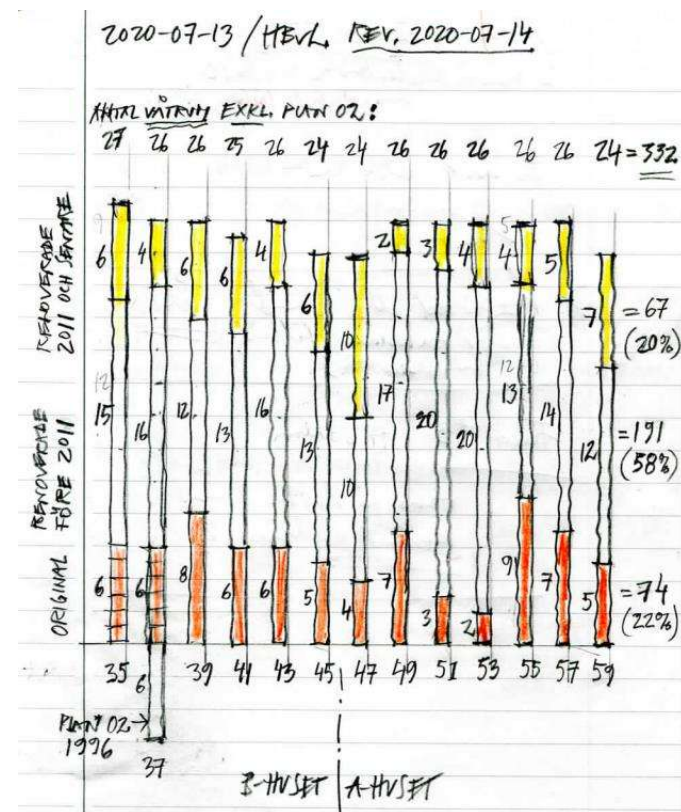 2020-07-13 / HEVL. REV. 2020-07-14
ANTAL VÅTRUM EXKL. PLAN 02:
27 26 26 25 26 24 24 26 26 26 26 26 24 = 332
RENOVERADE
2011 OCH SENARE
6 4 6 6 4 6 10 2 3 4 4 5 7 = 67
(20%)
RENOVERADE
FÖRE 2011
12 12
15 16 12 13 16 13 10 17 20 20 13 14 12 = 191
(58%)
ORIGINAL
6 6 8 6 6 5 4 7 3 2 9 7 5 = 74
(22%)
35 39 41 43 45 47 49 51 53 55 57 59
6
PLAN 02→
1996
37
B-HUSET A-HUSET